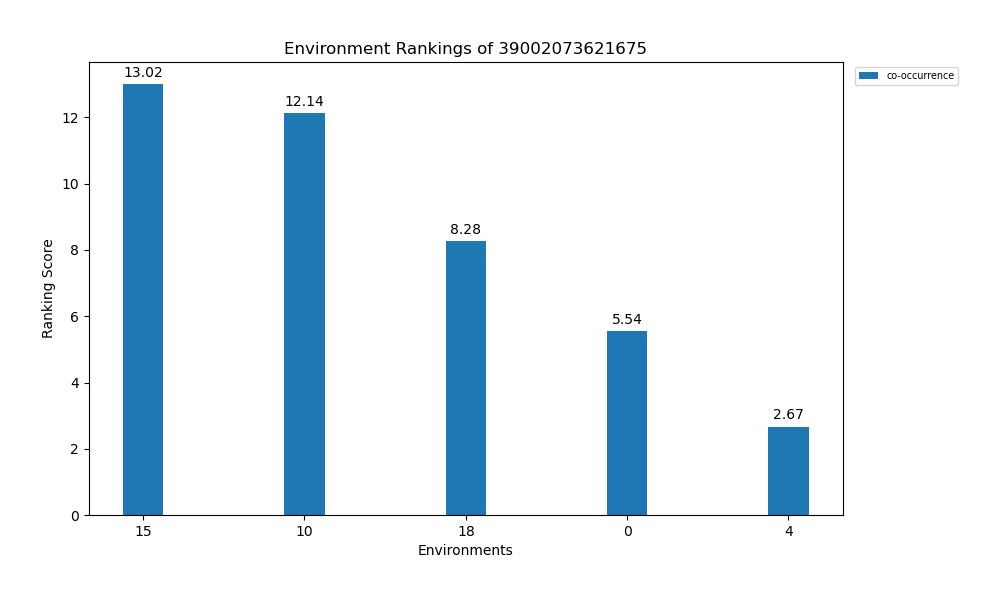 Environment Rankings of 39002073621675
co-occurrence
13.02
12.14
8.28
5.54
2.67
Ranking Score
12
10
8
6
4
2
0
15 10 18 0 4
Environments